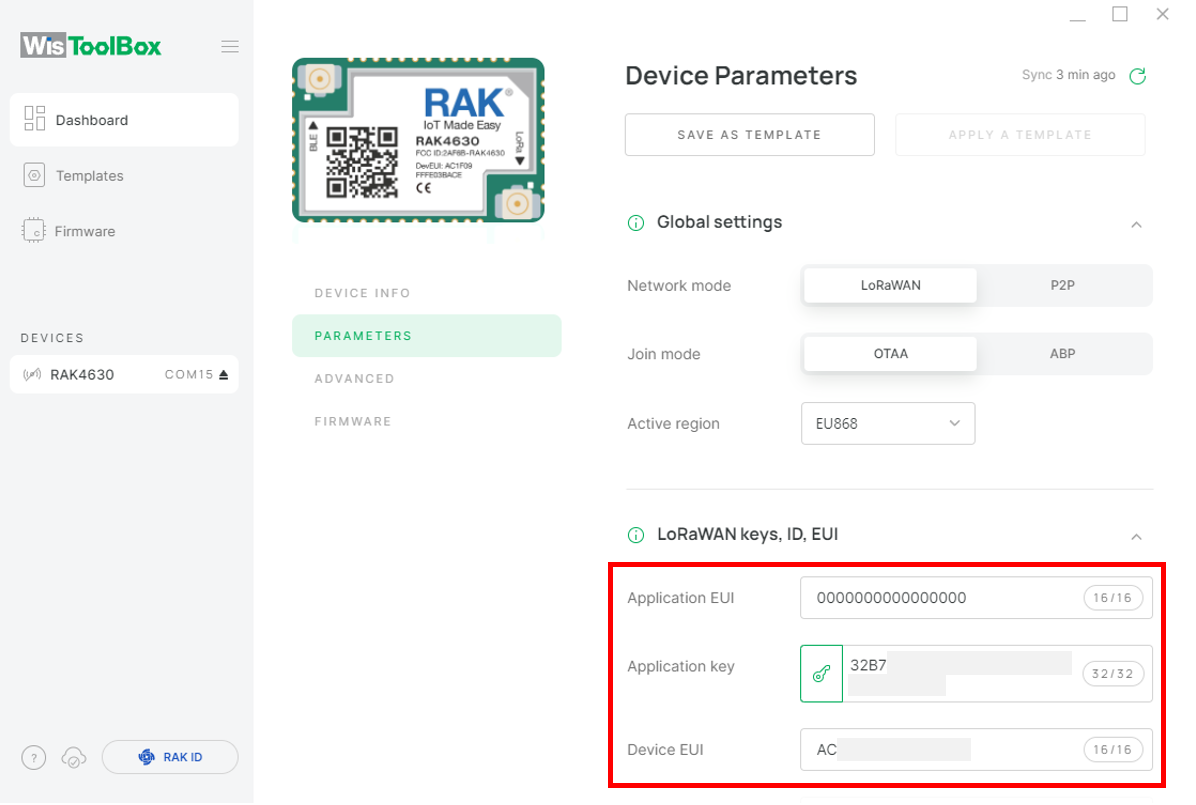 WisToolBox
Dashboard
Templates
Firmware
DEVICES
RAK4630 COM15
RAK ID
RAK®
IoT Made Easy
BLE
LoRa
RAK4630
FCC ID:2AF6B-RAK4630
DevEUI: AC1F09
FFFE03BACE
CE
DEVICE INFO
PARAMETERS
ADVANCED
FIRMWARE
Device Parameters
Sync 3 min ago
SAVE AS TEMPLATE
APPLY A TEMPLATE
Global settings
Network mode LoRaWAN P2P
Join mode OTAA ABP
Active region EU868
LoRaWAN keys, ID, EUI
Application EUI 0000000000000000 16/16
Application key 32B7 32/32
Device EUI AC 16/16